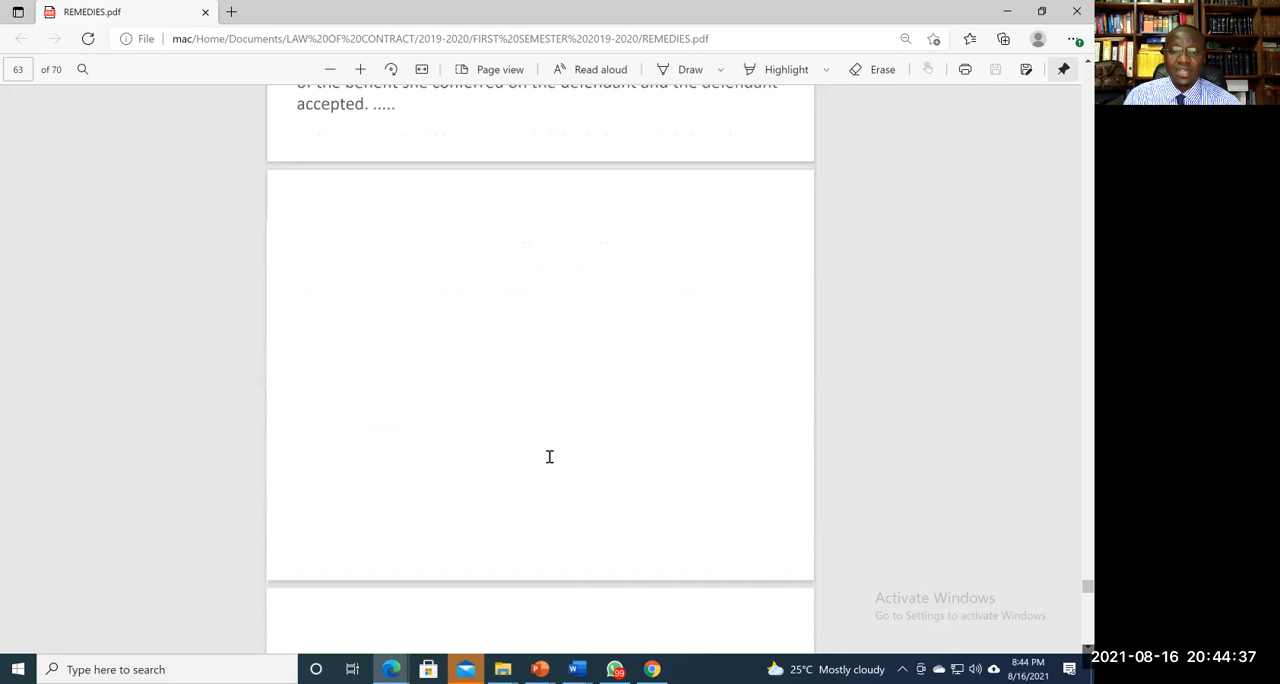 REMEDIES.pdf
File
mac/Home/Documents/LAW%20OF%20CONTRACT/2019-2020/FIRST%20SEMESTER%202019-2020/REMEDIES.pdf
63 of 70
Page view
Read aloud
Draw
Highlight
Erase
of the benefit she conferred on the defendant and the defendant
accepted. .....
Activate Windows
Go to Settings to activate Windows.
Type here to search
99
25°C Mostly cloudy
8:44 PM
8/16/2021
2021-08-16 20:44:37